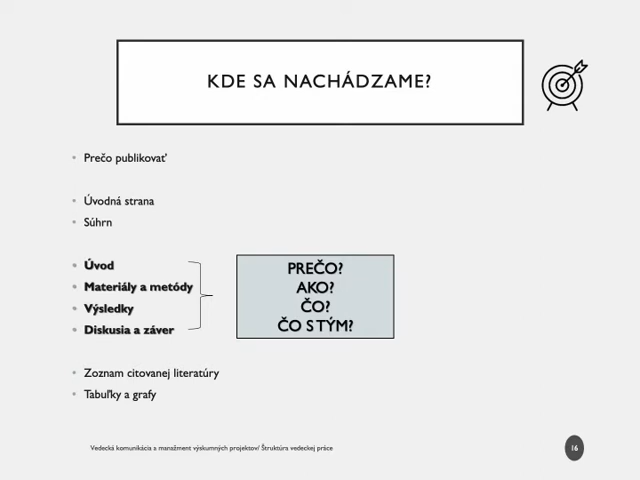 KDE SA NACHÁDZAME?
• Prečo publikovať
• Úvodná strana
• Súhrn
• Úvod
• Materiály a metódy
• Výsledky
• Diskusia a záver
PREČO?
AKO?
ČO?
ČO S TÝM?
• Zoznam citovanej literatúry
• Tabuľky a grafy
Vedecká komunikácia a manažment výskumných projektov/ Štruktúra vedeckej práce
16